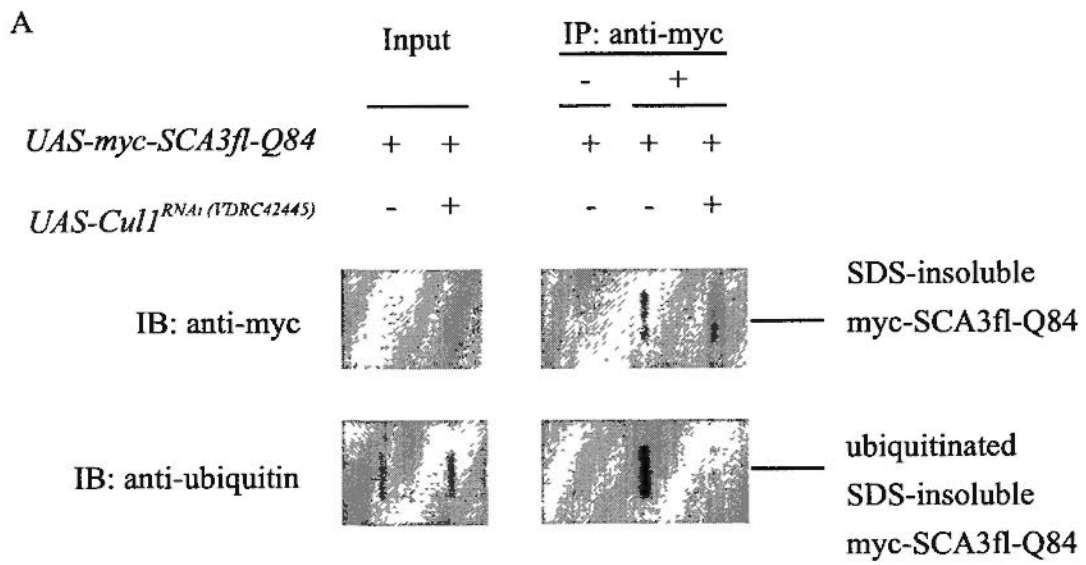 A
Input
IP: anti-myc
- +
UAS-myc-SCA3fl-Q84 + + + + +
UAS-Cul1RNAi (VDRC42445) - + - - +
IB: anti-myc
SDS-insoluble
myc-SCA3fl-Q84
IB: anti-ubiquitin
ubiquitinated
SDS-insoluble
myc-SCA3fl-Q84